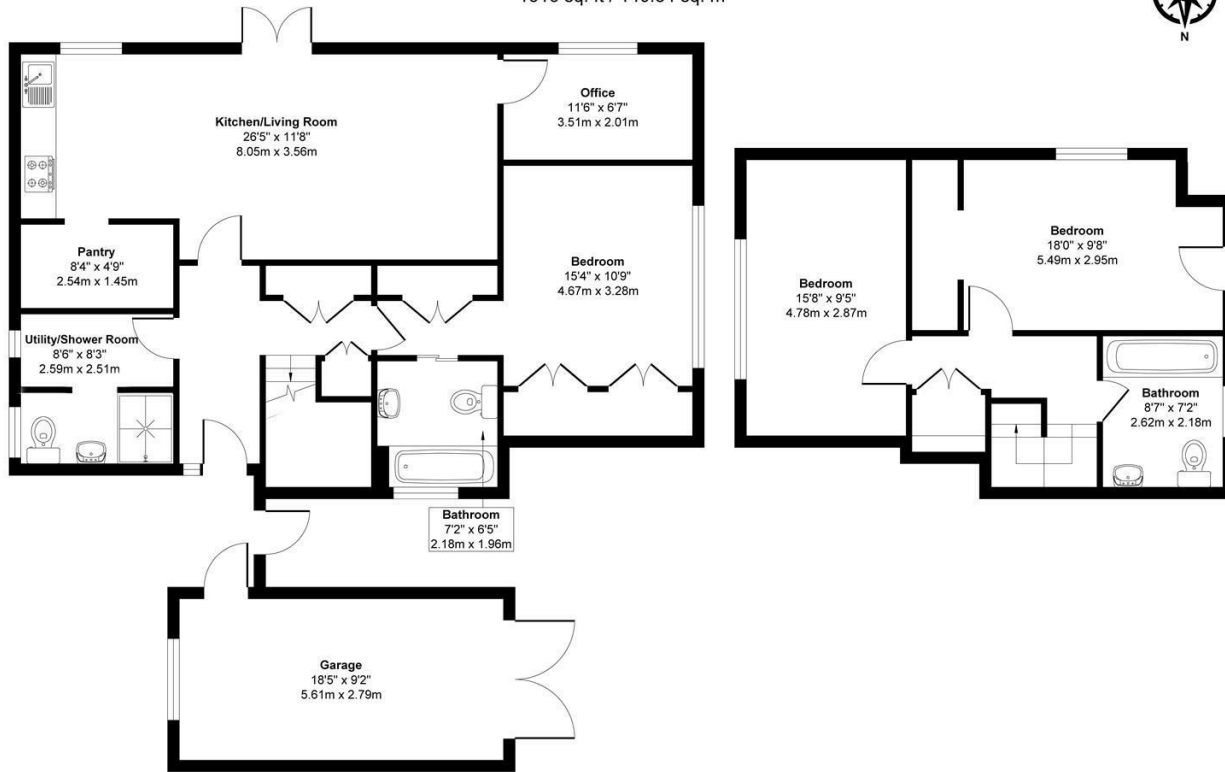 N
Kitchen/Living Room
26'5" x 11'8"
8.05m x 3.56m
Office
11'6" x 6'7"
3.51m x 2.01m
Pantry
8'4" x 4'9"
2.54m x 1.45m
Bedroom
15'4" x 10'9"
4.67m x 3.28m
Utility/Shower Room
8'6" x 8'3"
2.59m x 2.51m
Bathroom
7'2" x 6'5"
2.18m x 1.96m
Garage
18'5" x 9'2"
5.61m x 2.79m
Bedroom
15'8" x 9'5"
4.78m x 2.87m
Bedroom
18'0" x 9'8"
5.49m x 2.95m
Bathroom
8'7" x 7'2"
2.62m x 2.18m